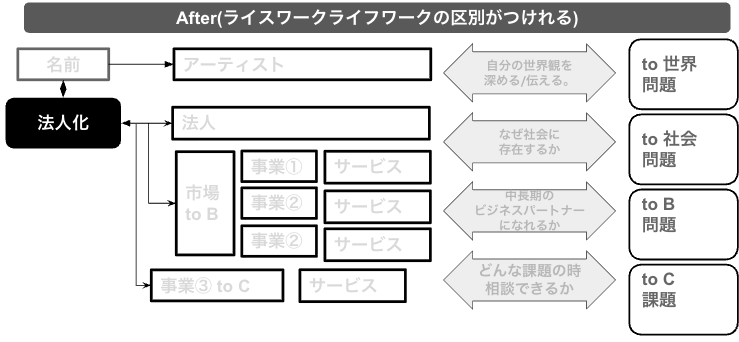 After(ライスワークライフワークの区別がつけれる)
名前
アーティスト
自分の世界観を
深める/伝える。
to 世界
問題
法人化
法人
なぜ社会に
存在するか
to 社会
問題
市場
to B
事業①
サービス
事業②
サービス
事業②
サービス
中長期の
ビジネスパートナー
になれるか
to B
問題
事業③ to C
サービス
どんな課題の時
相談できるか
to C
課題